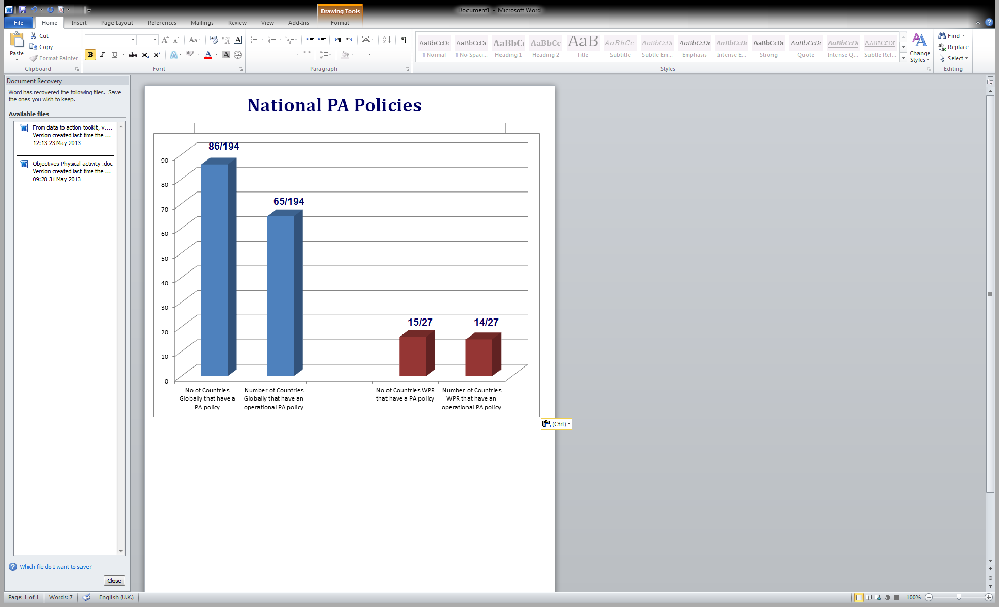 Document1 - Microsoft Word
Drawing Tools
File Home Insert Page Layout References Mailings Review View Add-Ins Format
Paste
Cut
Copy
Format Painter
Clipboard
Font
Paragraph
AaBbCcDc AaBbCcDc AaBbC AaBbCc AaB AaBbCc. AaBbCcDc AaBbCcDc AaBbCcDc AaBbCcDc AaBbCcDc AaBbCcDc AABBCCDE
¶ Normal ¶ No Spaci... Heading 1 Heading 2 Title Subtitle Subtle Em... Emphasis Intense E... Strong Quote Intense Q... Subtle Ref...
Change
Styles
Styles
Find
Replace
Select
Editing
Document Recovery
Word has recovered the following files. Save
the ones you wish to keep.
Available files
From data to action toolkit, v....
Version created last time the ...
12:13 23 May 2013
Objectives-Physical activity .doc
Version created last time the ...
09:28 31 May 2013
Which file do I want to save?
Close
National PA Policies
86/194
65/194
15/27
14/27
90
80
70
60
50
40
30
20
10
0
No of Countries
Globally that have a
PA policy
Number of Countries
Globally that have an
operational PA policy
No of Countries WPR
that have a PA policy
Number of Countries
WPR that have an
operational PA policy
(Ctrl)
Page: 1 of 1 Words: 7 English (U.K.) 100%